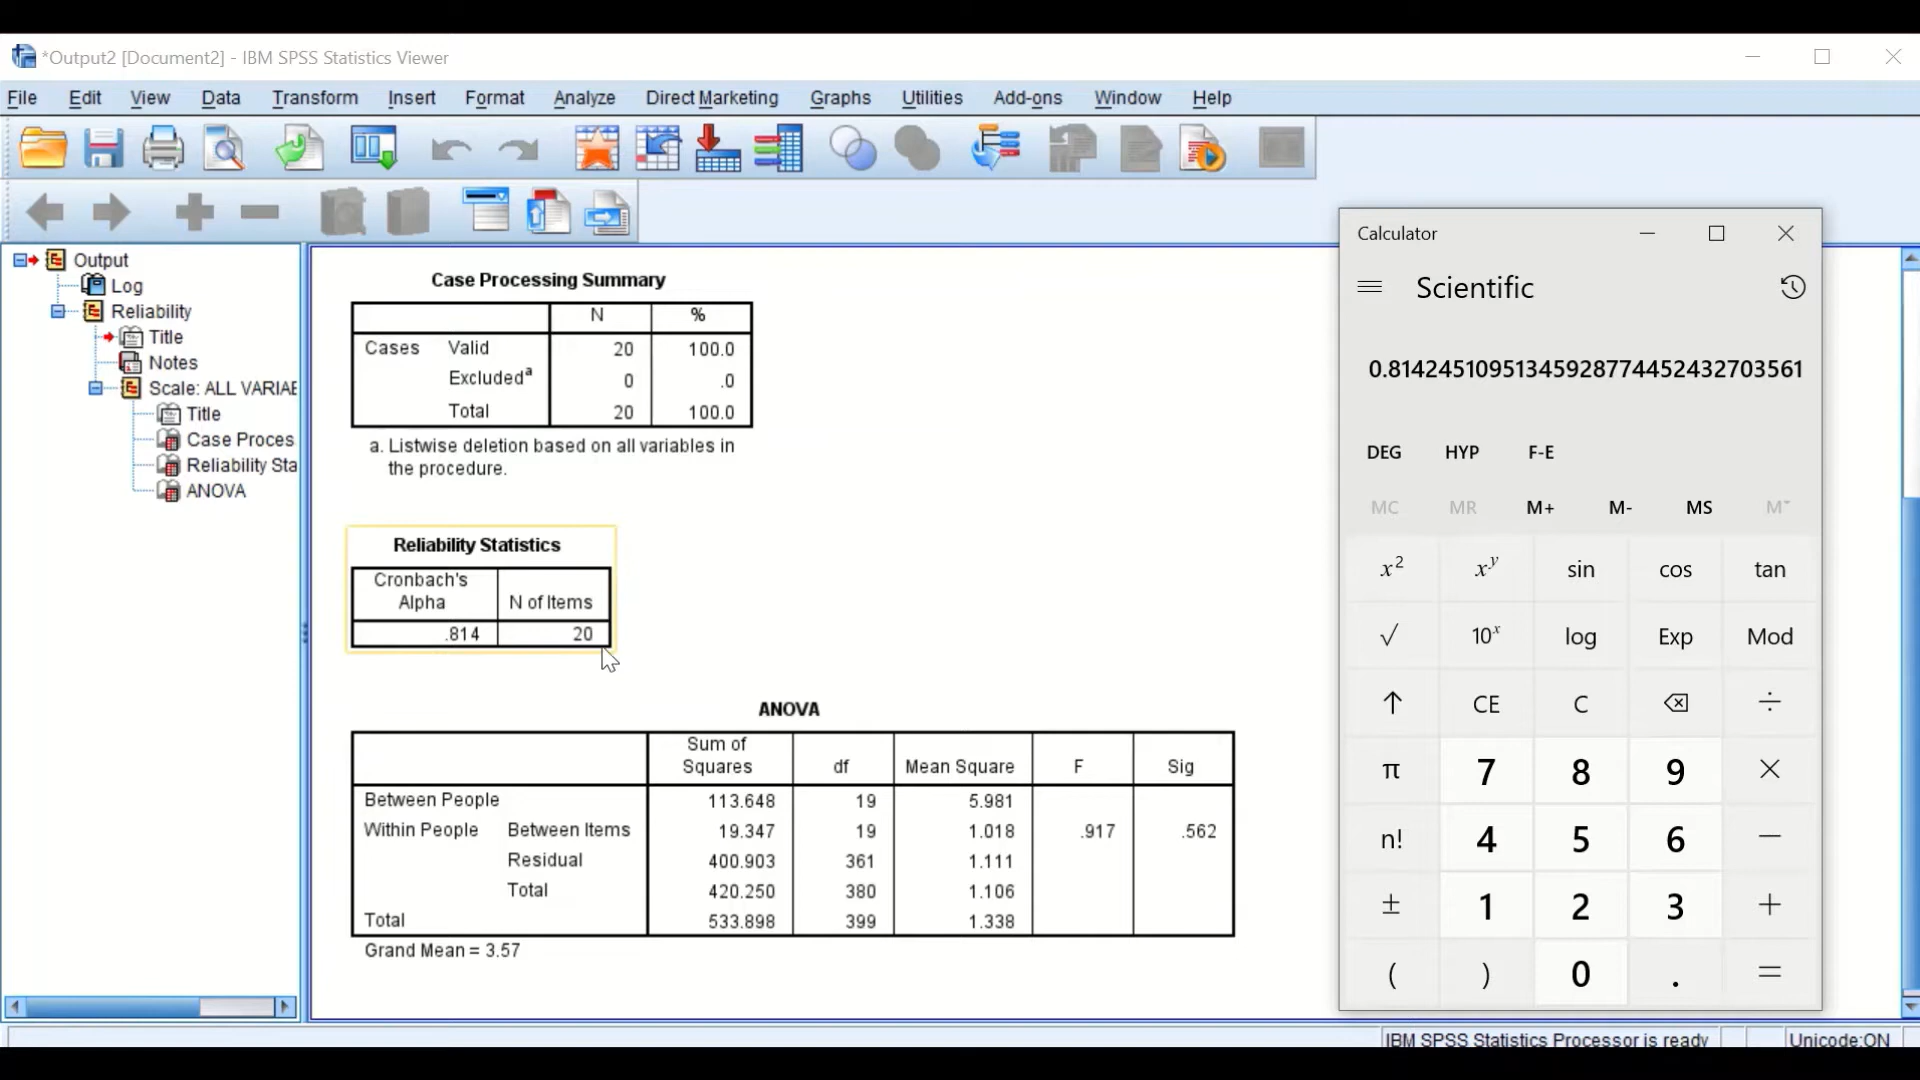 *Output2 [Document2] - IBM SPSS Statistics Viewer
File Edit View Data Transform Insert Format Analyze Direct Marketing Graphs Utilities Add-ons Window Help
Output
Log
Reliability
Title
Notes
Scale: ALL VARIAE
Title
Case Proces
Reliability Sta
ANOVA
Case Processing Summary
N %
Cases Valid 20 100.0
Excludedª 0 .0
Total 20 100.0
a. Listwise deletion based on all variables in
the procedure.
Reliability Statistics
Cronbach's
Alpha N of Items
.814 20
ANOVA
Sum of
Squares df Mean Square F Sig
Between People 113.648 19 5.981
Within People Between Items 19.347 19 1.018 .917 .562
Residual 400.903 361 1.111
Total 420.250 380 1.106
Total 533.898 399 1.338
Grand Mean = 3.57
Calculator
Scientific
0.81424510951345928774452432703561
DEG HYP F-E
MC MR M+ M- MS M˅
x² xʸ sin cos tan
√ 10ˣ log Exp Mod
↑ CE C ⌫ ÷
π 7 8 9 ×
n! 4 5 6 −
± 1 2 3 +
( ) 0 . =
IBM SPSS Statistics Processor is ready Unicode:ON